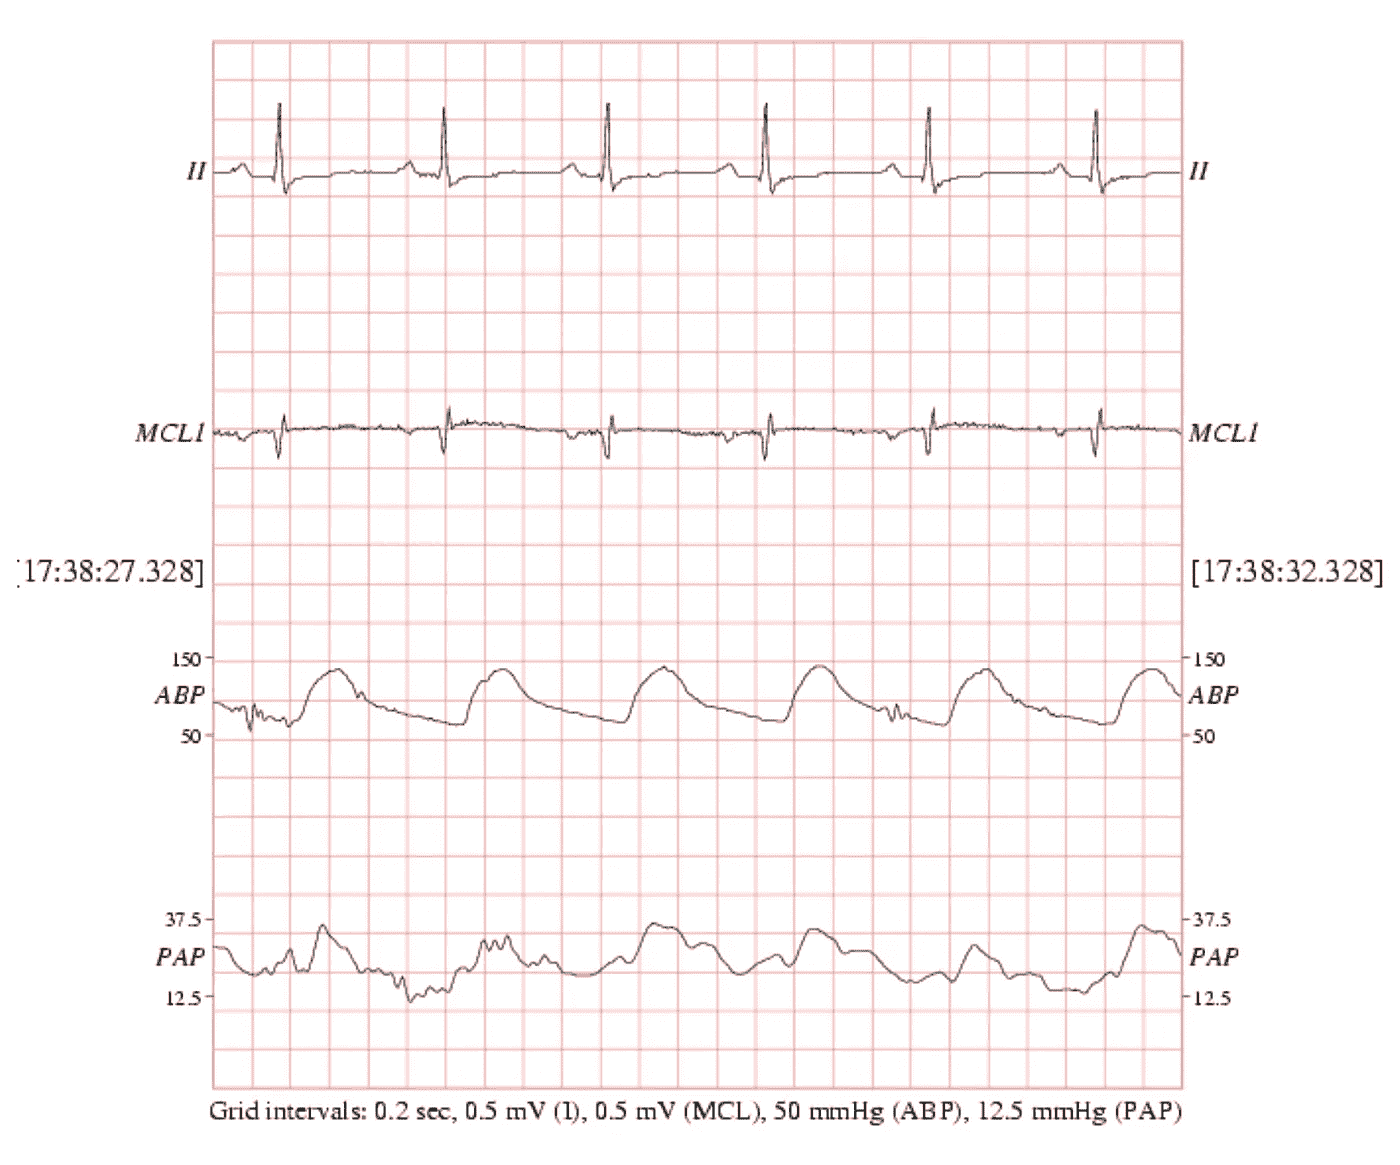 II II
MCL1 MCL1
[17:38:27.328] [17:38:32.328]
150 150
ABP ABP
50 50
37.5 37.5
PAP PAP
12.5 12.5
Grid intervals: 0.2 sec, 0.5 mV (1), 0.5 mV (MCL), 50 mmHg (ABP), 12.5 mmHg (PAP)